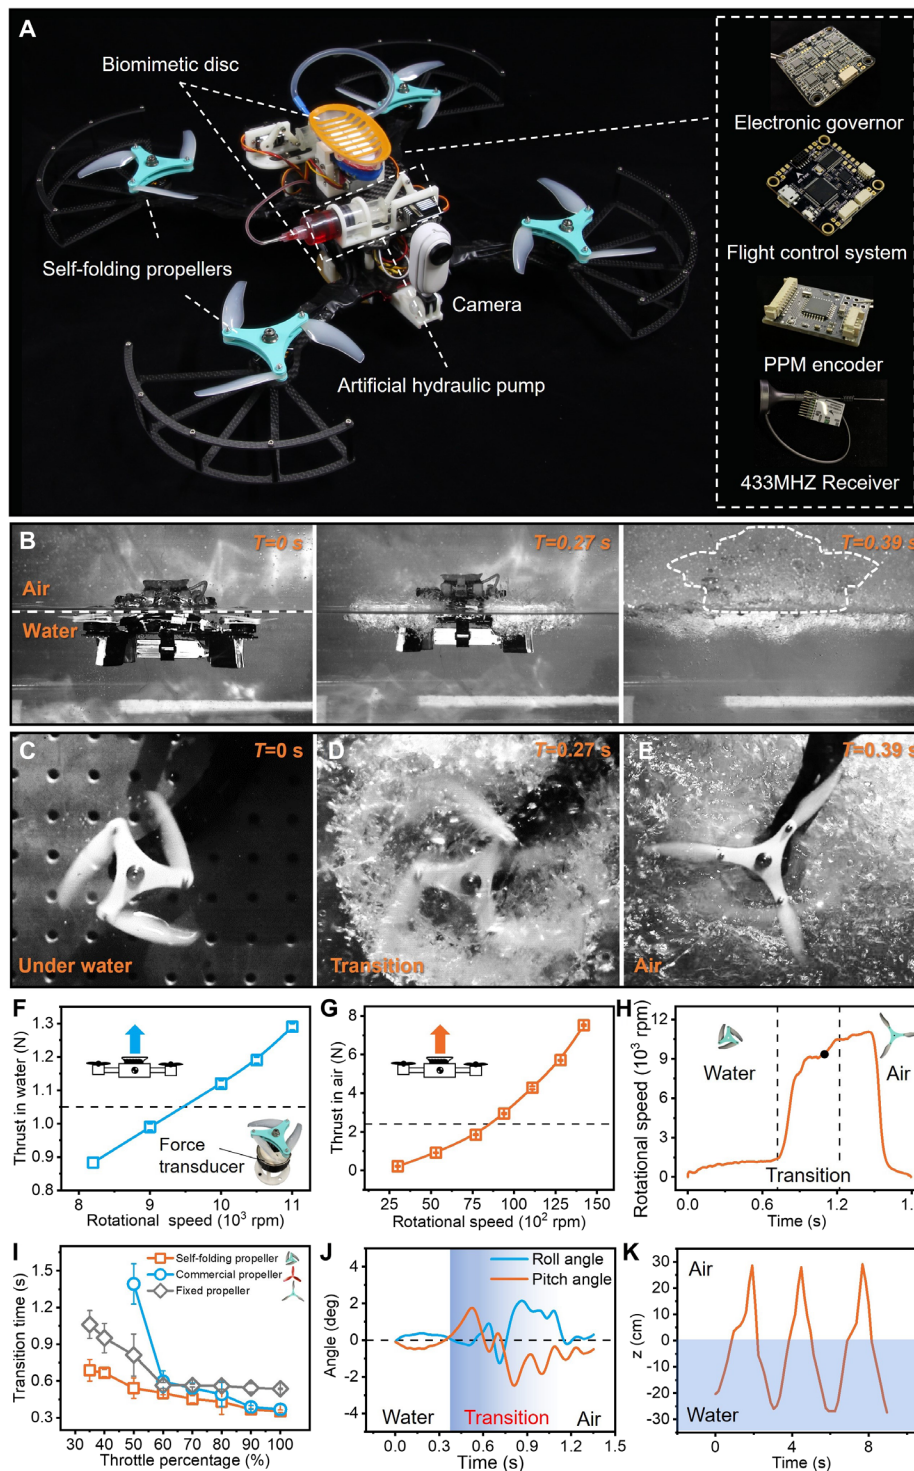 A
Biomimetic disc
Self-folding propellers
Camera
Artificial hydraulic pump
Electronic governor
Flight control system
PPM encoder
433MHZ Receiver
B
T=0 s
Air
Water
T=0.27 s
T=0.39 s
C
T=0 s
Under water
D
T=0.27 s
Transition
E
T=0.39 s
Air
F
Thrust in water (N)
1.3
1.2
1.1
1.0
0.9
0.8
Force
transducer
8 9 10 11
Rotational speed (10³ rpm)
G
Thrust in air (N)
8
6
4
2
0
25 50 75 100 125 150
Rotational speed (10² rpm)
H
Rotational speed (10³ rpm)
12
9
6
3
0
Water
Air
Transition
0.0 0.6 1.2 1.8
Time (s)
I
Transition time (s)
1.5
1.2
0.9
0.6
0.3
Self-folding propeller
Commercial propeller
Fixed propeller
30 40 50 60 70 80 90 100
Throttle percentage (%)
J
Angle (deg)
4
2
0
-2
-4
Roll angle
Pitch angle
Water
Transition
Air
0.0 0.3 0.6 0.9 1.2 1.5
Time (s)
K
z (cm)
30
20
10
0
-10
-20
-30
Air
Water
0 4 8
Time (s)